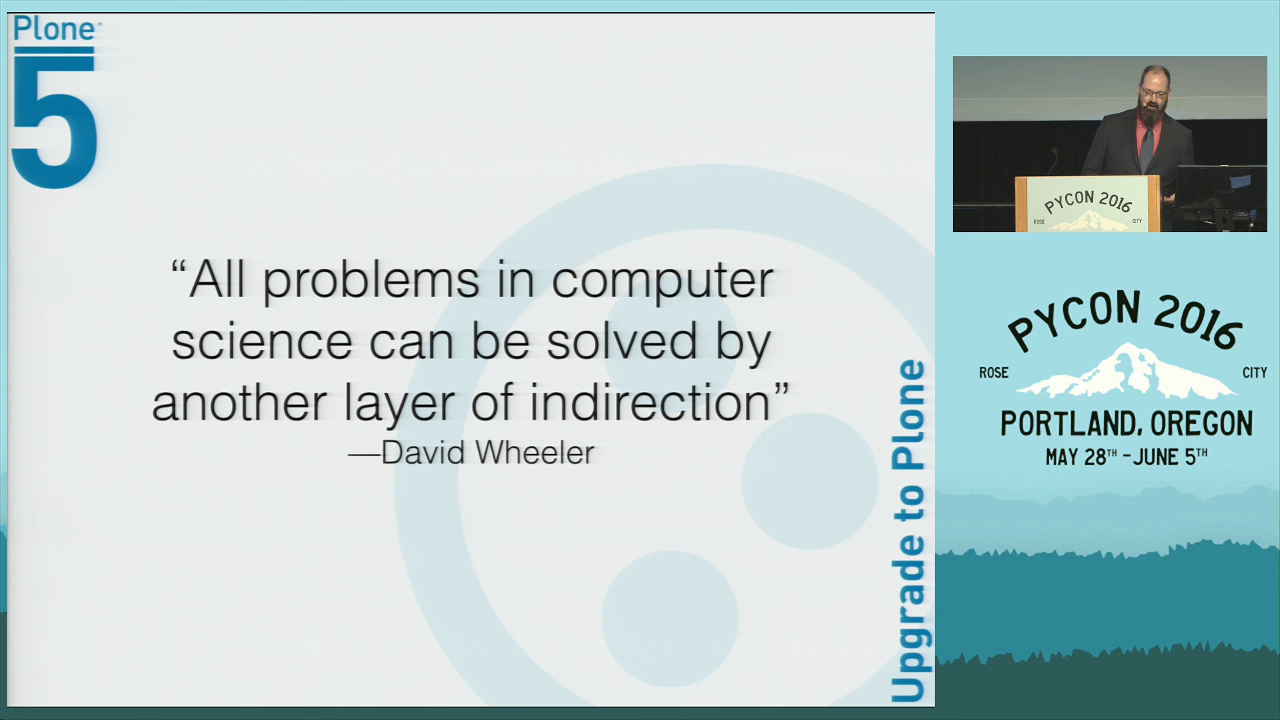 Plone®
5
“All problems in computer
science can be solved by
another layer of indirection”
—David Wheeler
Upgrade to Plone
PYCON 2016
ROSE
CITY
PYCON 2016
ROSE
CITY
PORTLAND, OREGON
MAY 28TH - JUNE 5TH